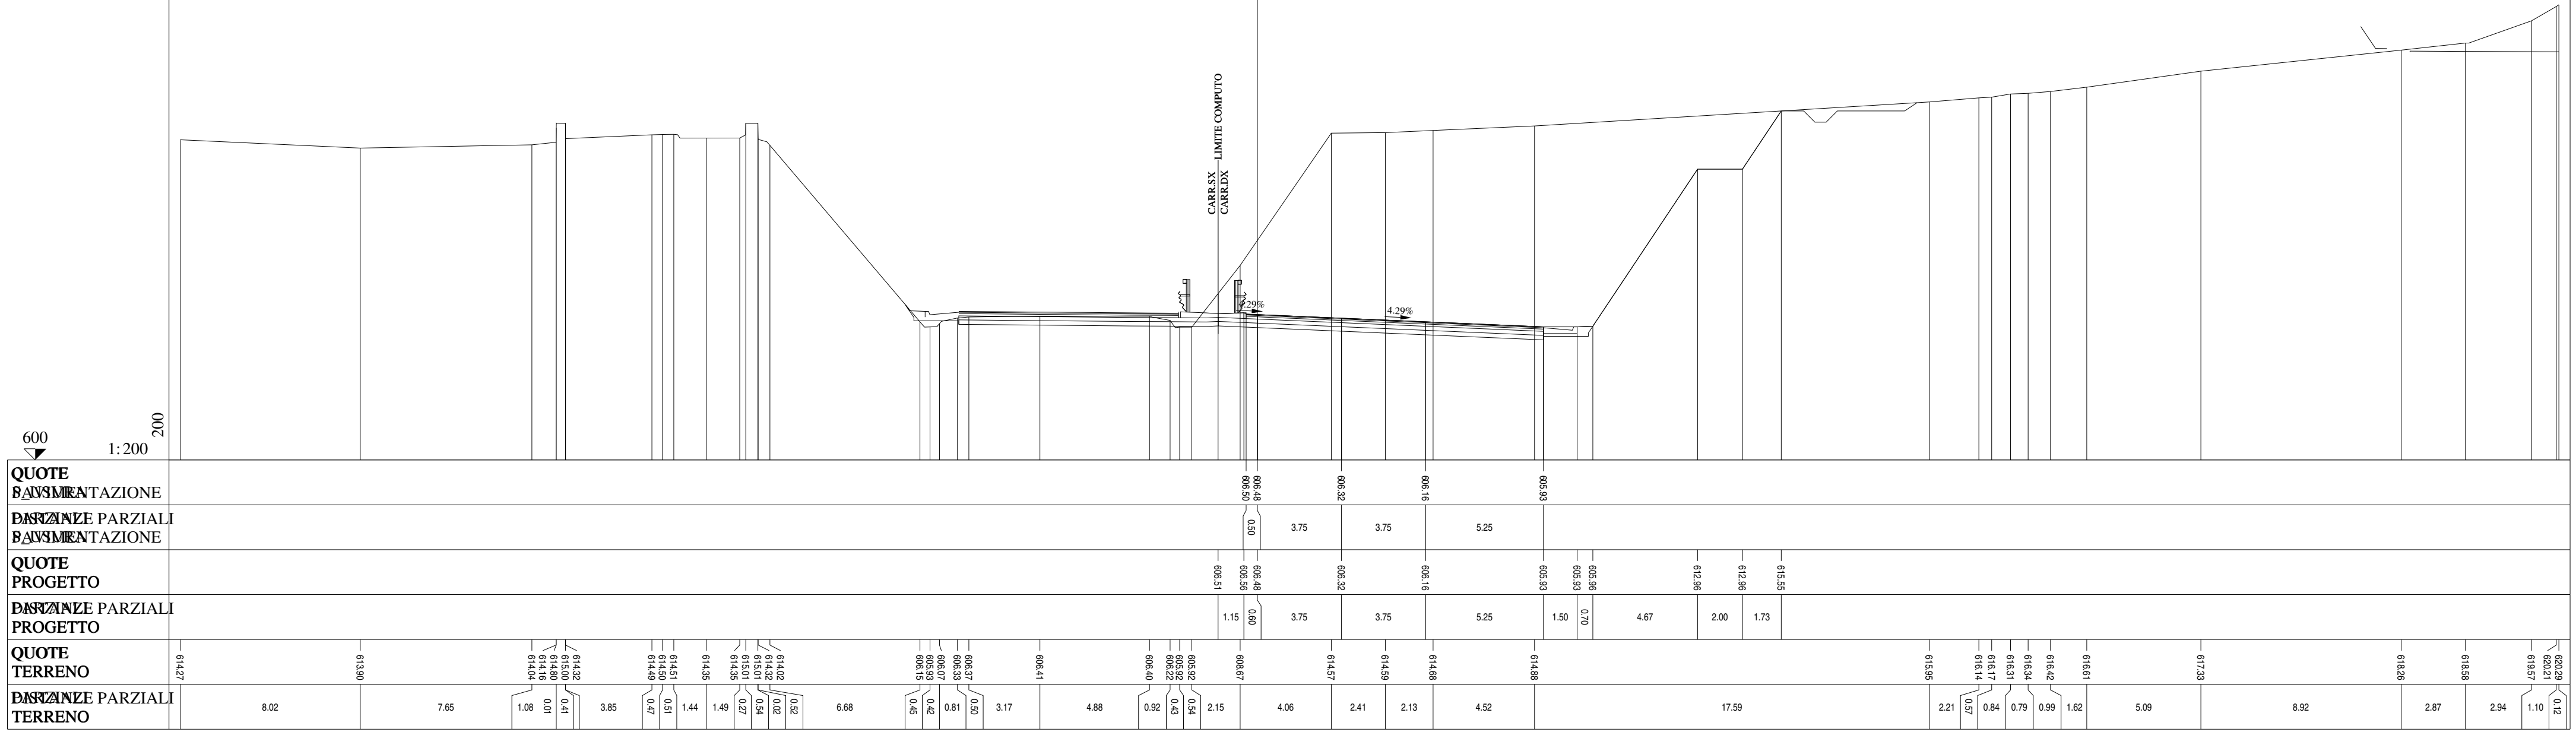 LIMITE COMPUTO
CARR.SX
CARR.DX
4.29%
600
1:200
200
QUOTE
PAVIMENTAZIONE
606.50 606.48 606.32 606.16 605.93
PARZIALI
PAVIMENTAZIONE
0.50 3.75 3.75 5.25
QUOTE
PROGETTO
606.51 606.56 606.48 606.32 606.16 605.93 605.93 605.96 612.96 612.96 615.55
PARZIALI
PROGETTO
1.15 0.60 3.75 3.75 5.25 1.50 0.70 4.67 2.00 1.73
QUOTE
TERRENO
614.27 613.90 614.04 614.16 614.80 615.00 614.32 614.49 614.50 614.51 614.35 614.35 615.01 615.01 614.32 614.02 606.15 605.93 606.07 606.33 606.37 606.41 606.40 606.22 605.92 605.92 608.67 614.57 614.59 614.68 614.88 615.95 616.14 616.17 616.31 616.34 616.42 616.61 617.33 618.26 618.58 619.57 620.21 620.29
PARZIALI
TERRENO
8.02 7.65 1.08 0.01 0.41 3.85 0.47 0.51 1.44 1.49 0.27 0.54 0.02 0.52 6.68 0.45 0.42 0.81 0.50 3.17 4.88 0.92 0.43 0.54 2.15 4.06 2.41 2.13 4.52 17.59 2.21 0.57 0.84 0.79 0.99 1.62 5.09 8.92 2.87 2.94 1.10 0.12